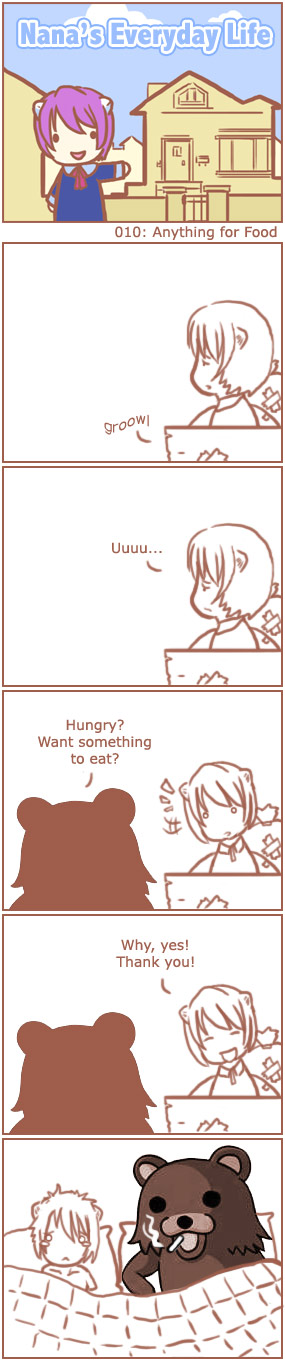 Nana's Everyday Life
010: Anything for Food
groowl
Uuuu...
Hungry?
Want something
to eat?
Why, yes!
Thank you!